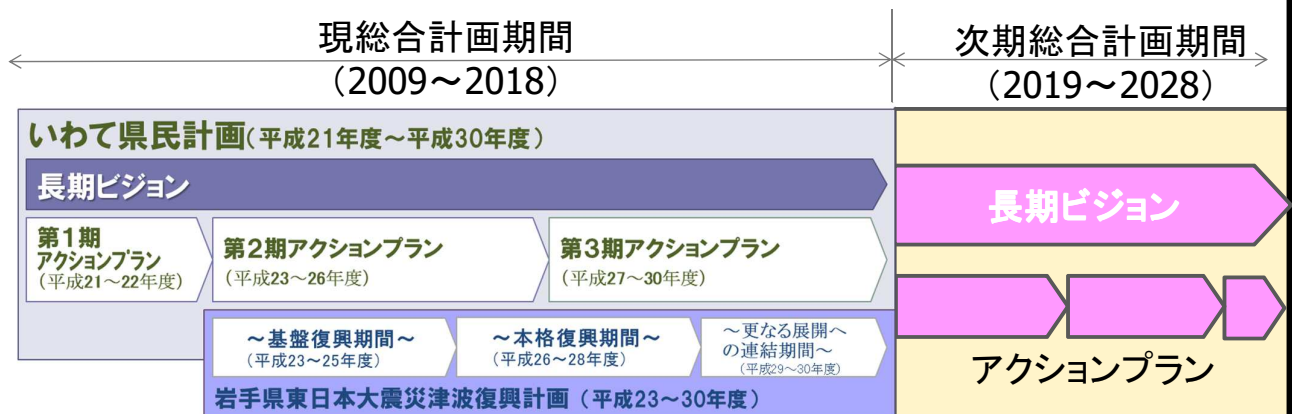 現総合計画期間
（2009～2018）
次期総合計画期間
（2019～2028）
いわて県民計画(平成21年度～平成30年度)
長期ビジョン
第1期
アクションプラン
(平成21～22年度)
第2期アクションプラン
(平成23～26年度)
第3期アクションプラン
(平成27～30年度)
～基盤復興期間～
(平成23～25年度)
～本格復興期間～
(平成26～28年度)
～更なる展開へ
の連結期間～
(平成29～30年度)
岩手県東日本大震災津波復興計画（平成23～30年度）
長期ビジョン
アクションプラン